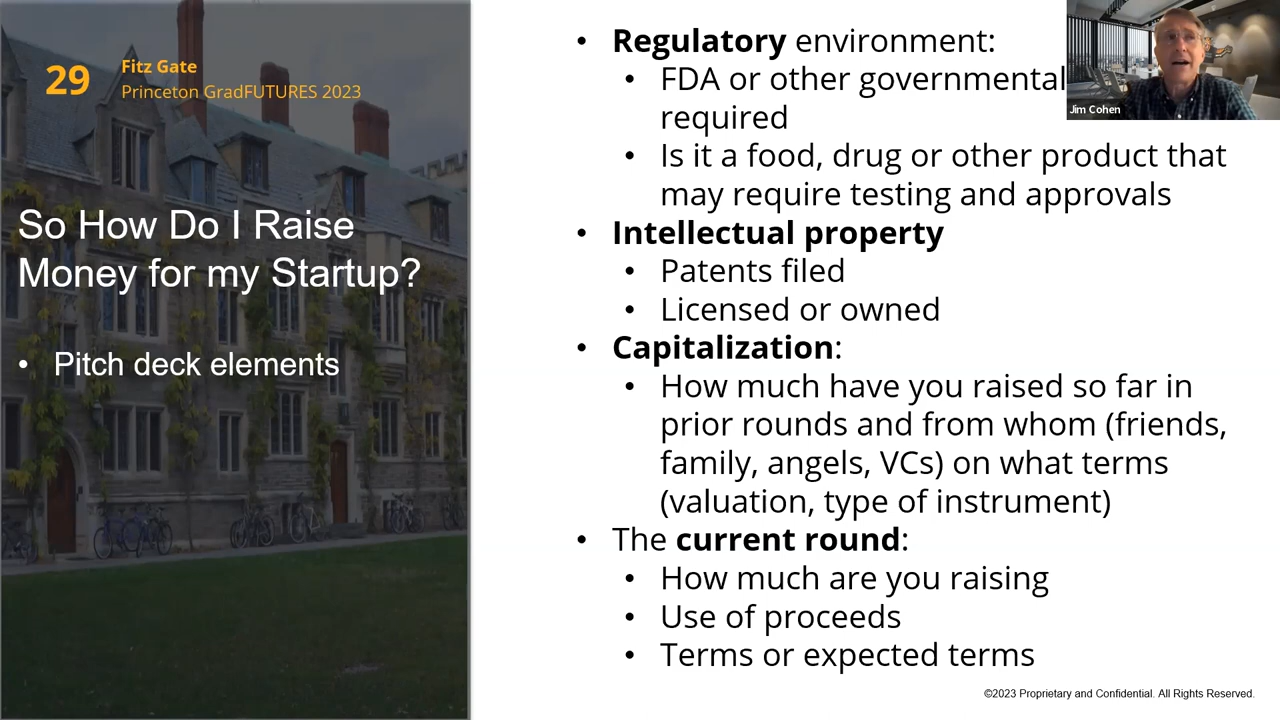 29
Fitz Gate
Princeton GradFUTURES 2023
So How Do I Raise
Money for my Startup?
• Pitch deck elements
• Regulatory environment:
• FDA or other governmental
required
• Is it a food, drug or other product that
may require testing and approvals
• Intellectual property
• Patents filed
• Licensed or owned
• Capitalization:
• How much have you raised so far in
prior rounds and from whom (friends,
family, angels, VCs) on what terms
(valuation, type of instrument)
• The current round:
• How much are you raising
• Use of proceeds
• Terms or expected terms
Jim Cohen
©2023 Proprietary and Confidential. All Rights Reserved.